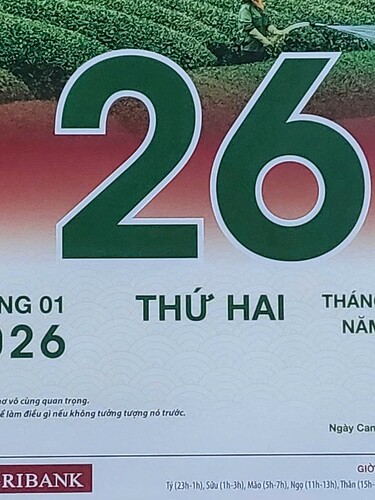 26
NG 01
THỨ HAI
THÁNG
026
NĂM
vô cùng quan trọng.
làm điều gì nếu không tưởng tượng nó trước.
Ngày Can
RIBANK
GIỜ
Tý (23h-1h), Sửu (1h-3h), Mão (5h-7h), Ngọ (11h-13h), Thân (15h-